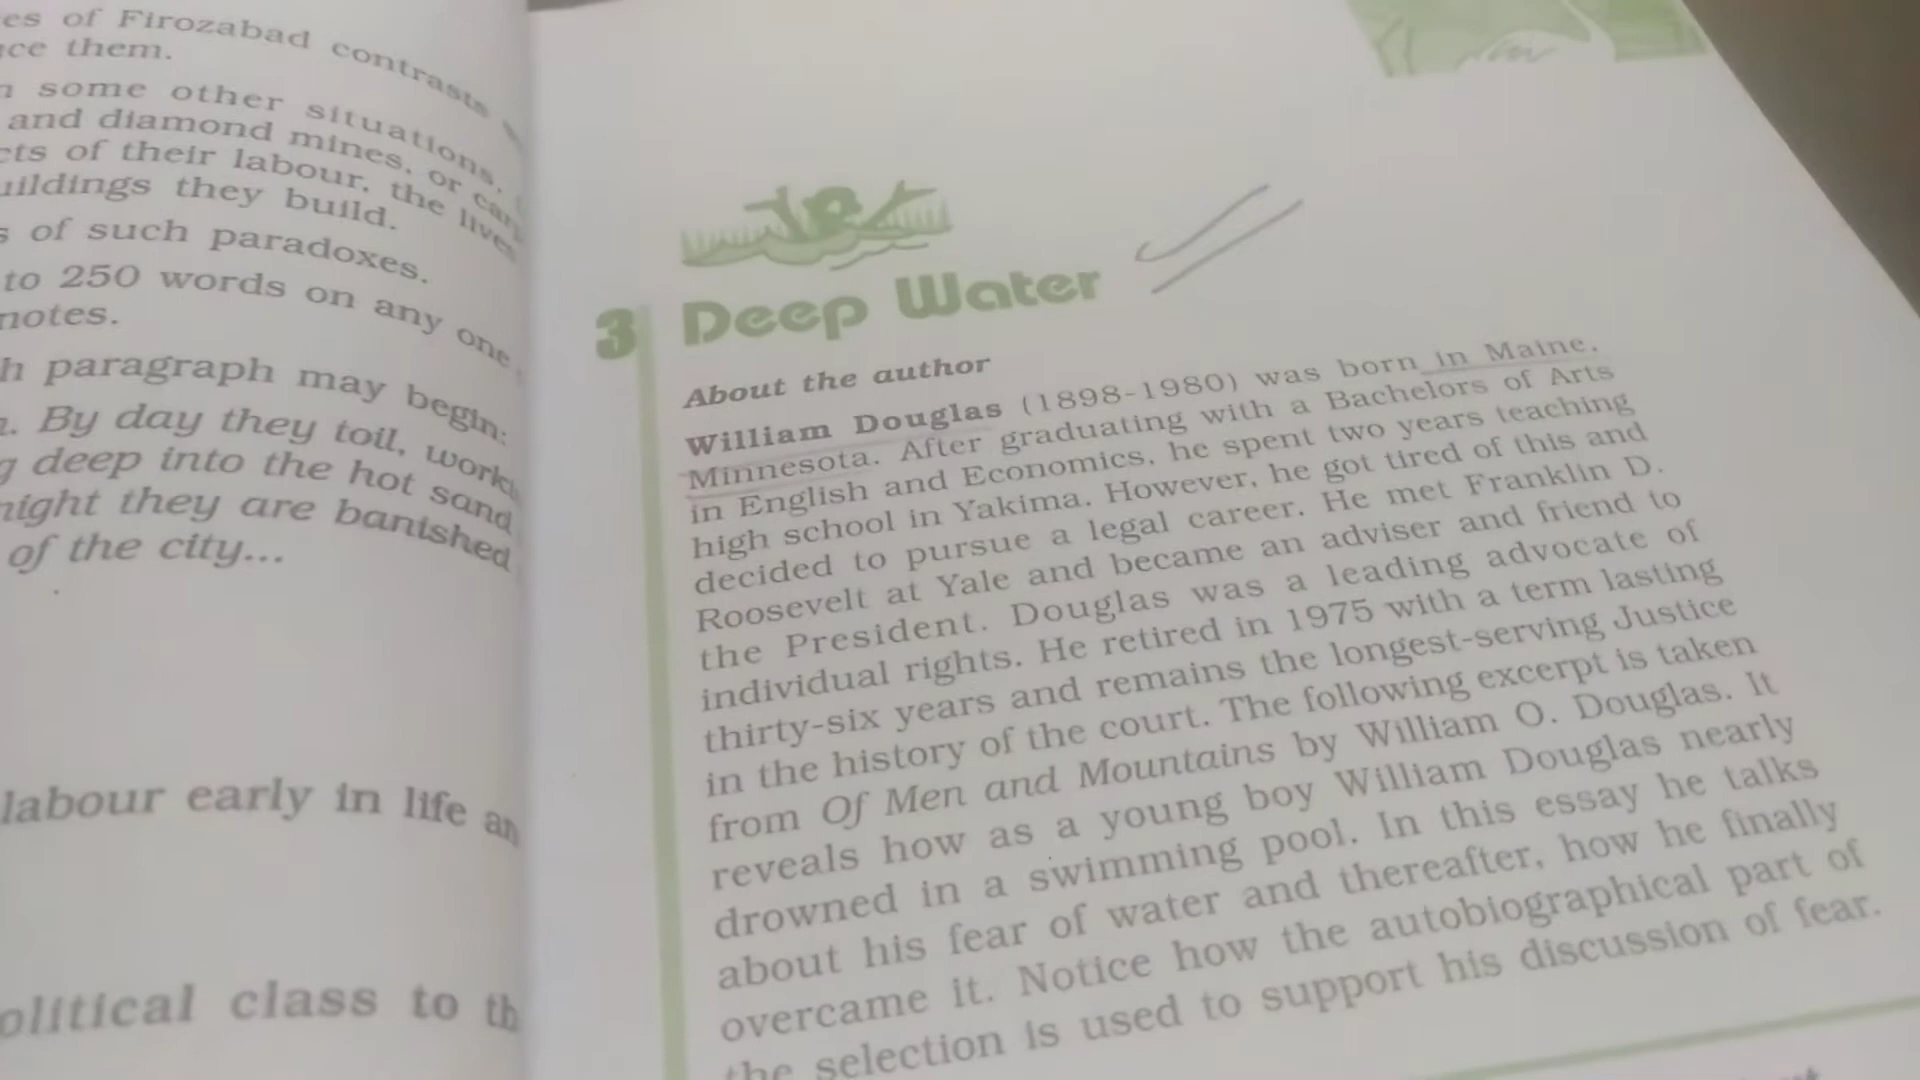 es of Firozabad contrasts
ce them.
some other situations,
and diamond mines, or
cts of their labour, the lives
uildings they build.
s of such paradoxes.
to 250 words on any one
notes.
h paragraph may begin:
. By day they toil,
g deep into the hot sand
night they are banished
of the city...
labour early in life an
olitical class to th
3 Deep Water
About the author
William Douglas (1898-1980) was born in Maine,
Minnesota. After graduating with a Bachelors of Arts
in English and Economics, he spent two years teaching
high school in Yakima. However, he got tired of this and
decided to pursue a legal career. He met Franklin D.
Roosevelt at Yale and became an adviser and friend to
the President. Douglas was a leading advocate of
individual rights. He retired in 1975 with a term lasting
thirty-six years and remains the longest-serving Justice
in the history of the court. The following excerpt is taken
from Of Men and Mountains by William O. Douglas. It
reveals how as a young boy William Douglas nearly
drowned in a swimming pool. In this essay he talks
about his fear of water and thereafter, how he finally
overcame it. Notice how the autobiographical part of
the selection is used to support his discussion of fear.